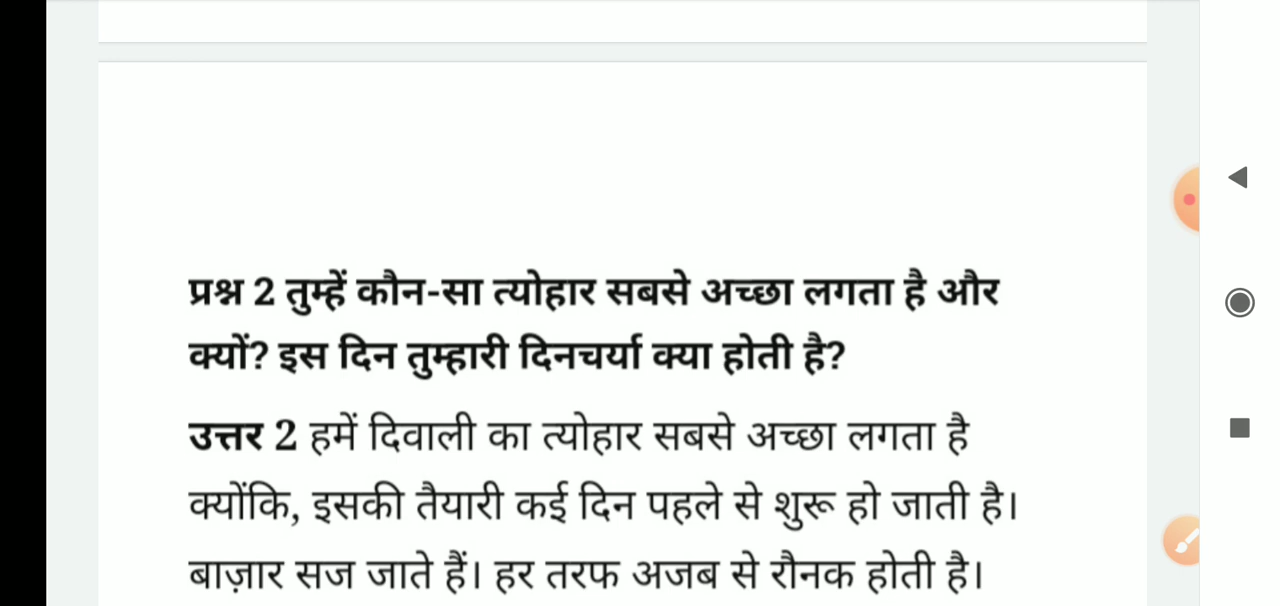 प्रश्न 2 तुम्हें कौन-सा त्योहार सबसे अच्छा लगता है और
क्यों? इस दिन तुम्हारी दिनचर्या क्या होती है?
उत्तर 2 हमें दिवाली का त्योहार सबसे अच्छा लगता है
क्योंकि, इसकी तैयारी कई दिन पहले से शुरू हो जाती है।
बाज़ार सज जाते हैं। हर तरफ अजब से रौनक होती है।